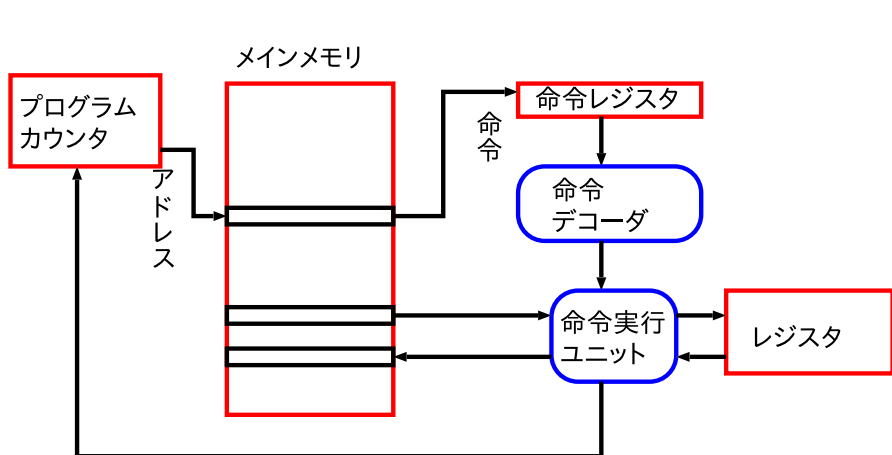 メインメモリ
プログラム
カウンタ
アドレス
命令
命令レジスタ
命令
デコーダ
命令実行
ユニット
レジスタ